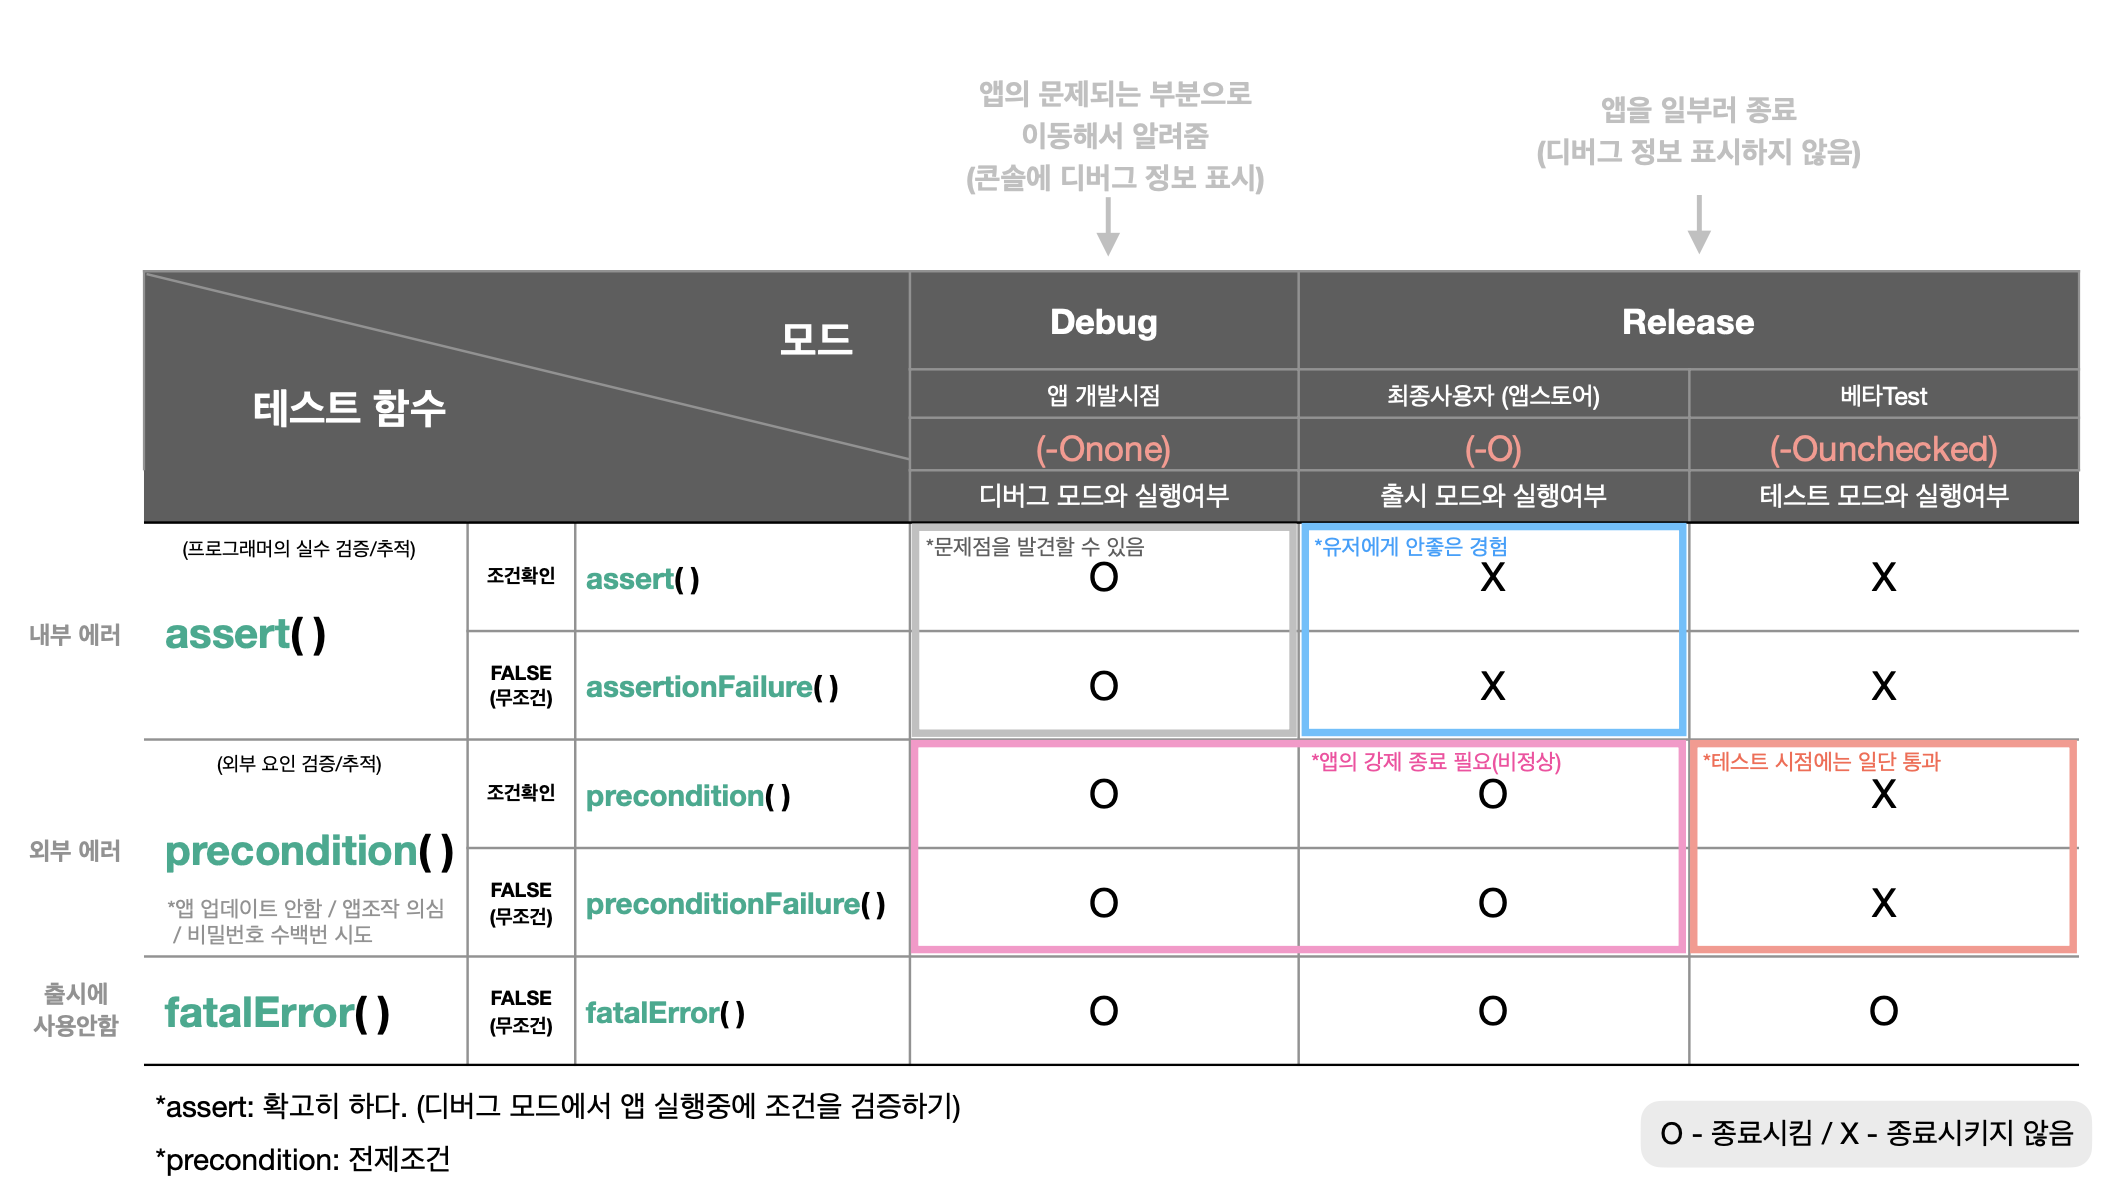 앱의 문제되는 부분으로
이동해서 알려줌
(콘솔에 디버그 정보 표시)
앱을 일부러 종료
(디버그 정보 표시하지 않음)
모드
테스트 함수
Debug
Release
앱 개발시점
최종사용자 (앱스토어)
베타Test
(-Onone)
(-O)
(-Ounchecked)
디버그 모드와 실행여부
출시 모드와 실행여부
테스트 모드와 실행여부
내부 에러
(프로그래머의 실수 검증/추적)
assert( )
조건확인
assert( )
*문제점을 발견할 수 있음
O
*유저에게 안좋은 경험
X
X
FALSE
(무조건)
assertionFailure( )
O
X
X
외부 에러
(외부 요인 검증/추적)
precondition( )
*앱 업데이트 안함 / 앱조작 의심
/ 비밀번호 수백번 시도
조건확인
precondition( )
O
*앱의 강제 종료 필요(비정상)
O
*테스트 시점에는 일단 통과
X
FALSE
(무조건)
preconditionFailure( )
O
O
X
출시에
사용안함
fatalError( )
FALSE
(무조건)
fatalError( )
O
O
O
*assert: 확고히 하다. (디버그 모드에서 앱 실행중에 조건을 검증하기)
*precondition: 전제조건
O - 종료시킴 / X - 종료시키지 않음